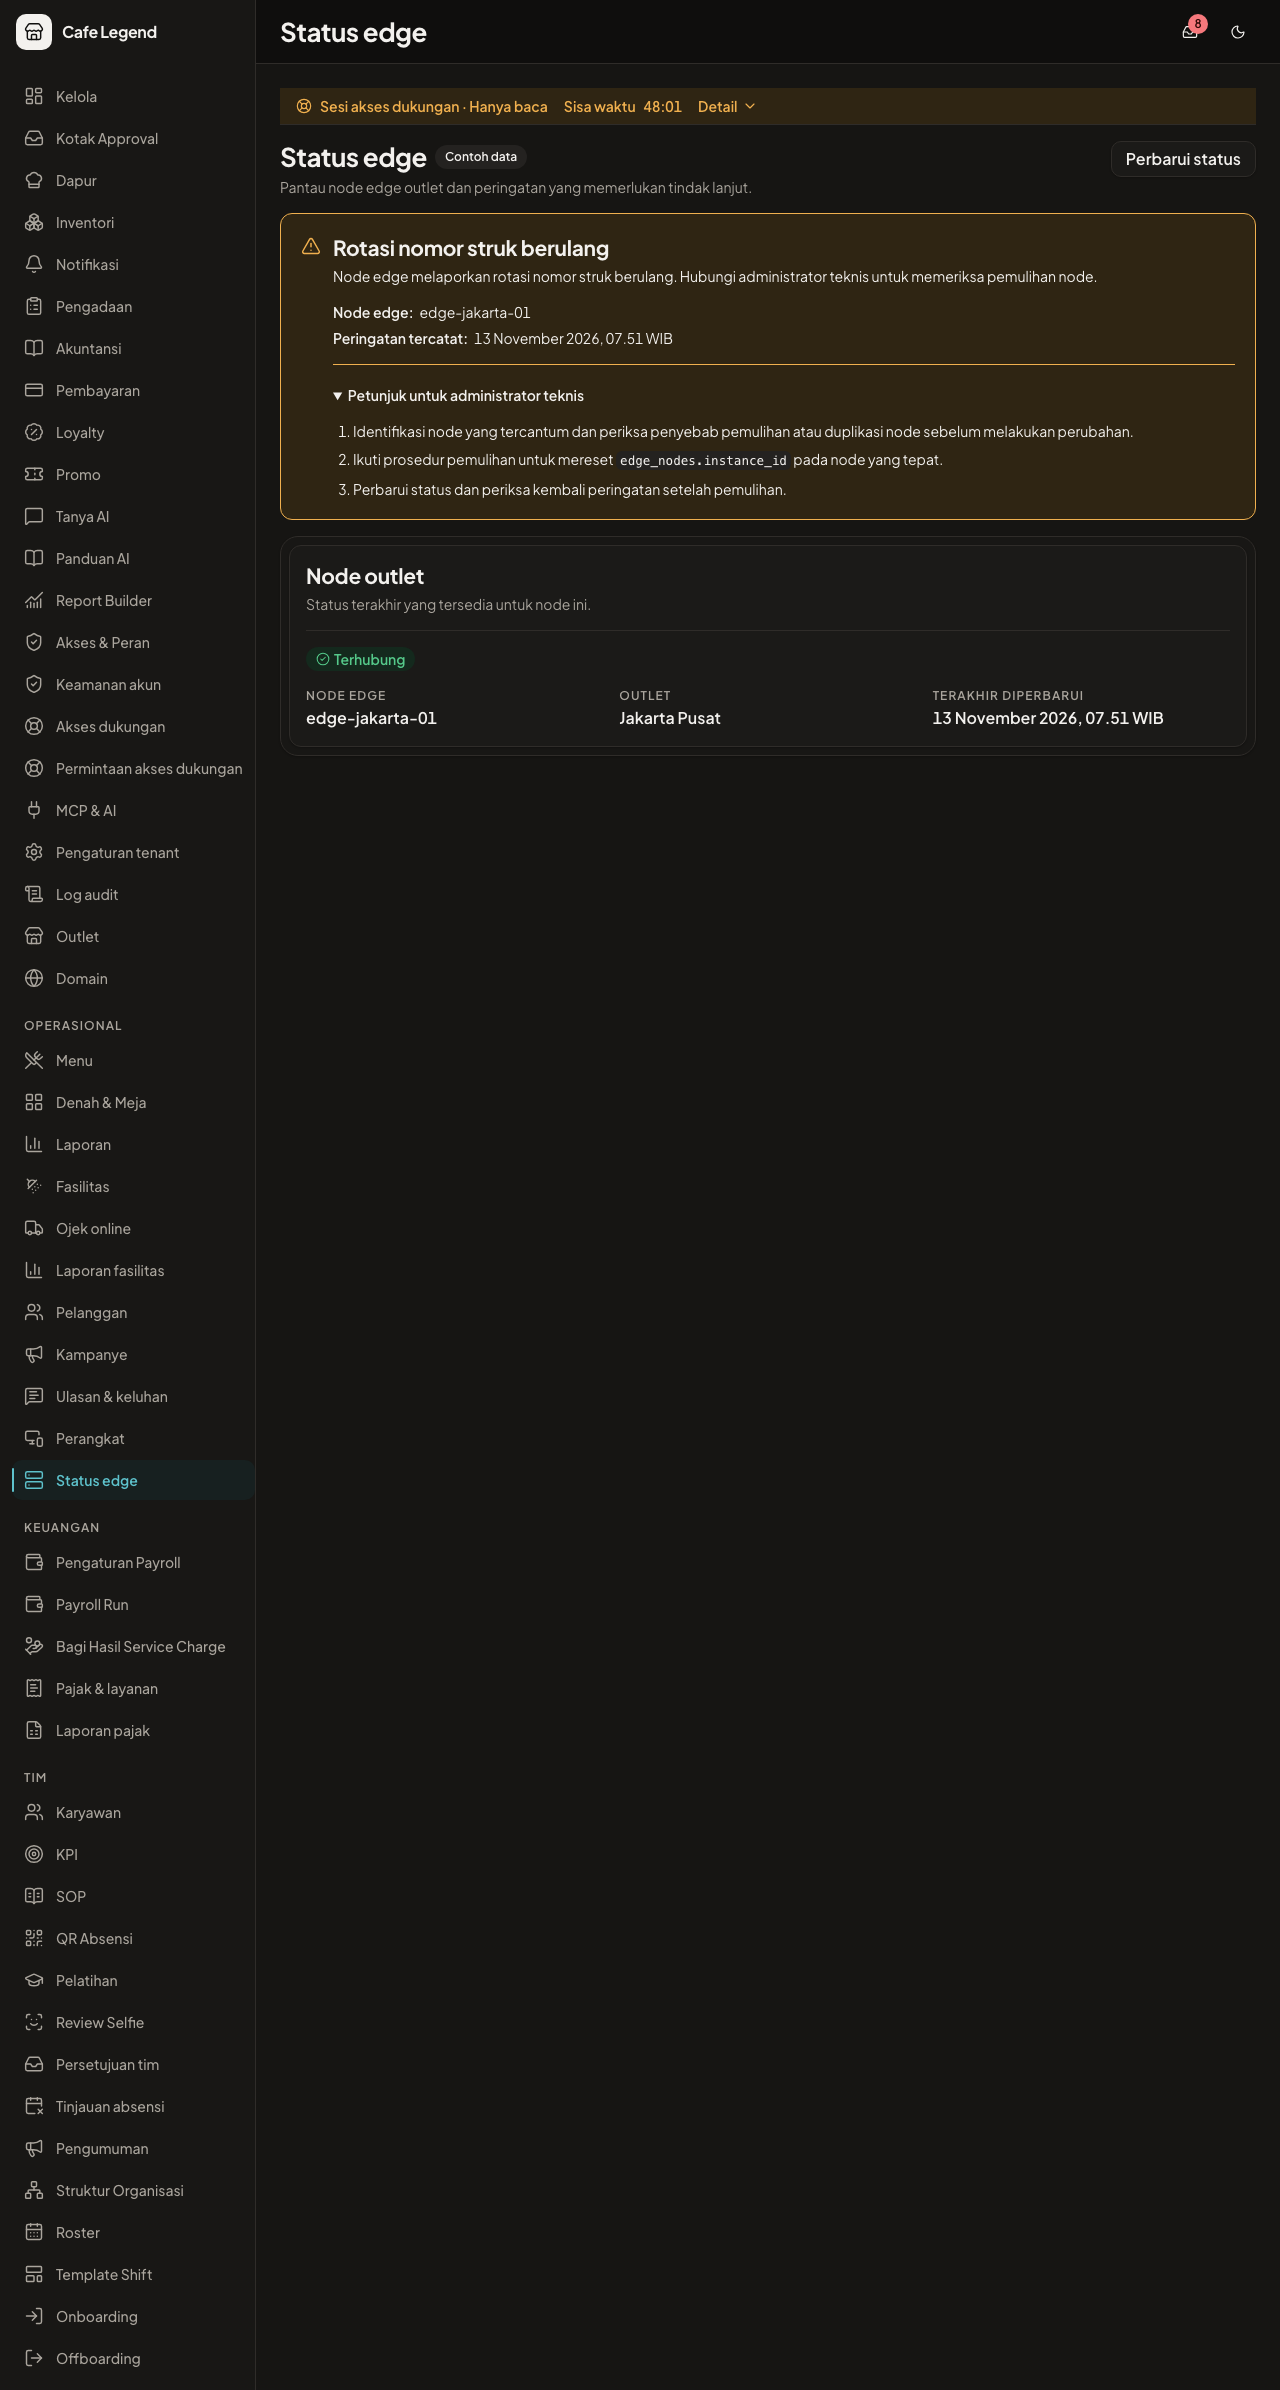 Cafe Legend
Kelola
Kotak Approval
Dapur
Inventori
Notifikasi
Pengadaan
Akuntansi
Pembayaran
Loyalty
Promo
Tanya AI
Panduan AI
Report Builder
Akses & Peran
Keamanan akun
Akses dukungan
Permintaan akses dukungan
MCP & AI
Pengaturan tenant
Log audit
Outlet
Domain
OPERASIONAL
Menu
Denah & Meja
Laporan
Fasilitas
Ojek online
Laporan fasilitas
Pelanggan
Kampanye
Ulasan & keluhan
Perangkat
Status edge
KEUANGAN
Pengaturan Payroll
Payroll Run
Bagi Hasil Service Charge
Pajak & layanan
Laporan pajak
TIM
Karyawan
KPI
SOP
QR Absensi
Pelatihan
Review Selfie
Persetujuan tim
Tinjauan absensi
Pengumuman
Struktur Organisasi
Roster
Template Shift
Onboarding
Offboarding
Status edge
8
Sesi akses dukungan · Hanya baca Sisa waktu 48:01 Detail
Status edge Contoh data
Perbarui status
Pantau node edge outlet dan peringatan yang memerlukan tindak lanjut.
Rotasi nomor struk berulang
Node edge melaporkan rotasi nomor struk berulang. Hubungi administrator teknis untuk memeriksa pemulihan node.
Node edge: edge-jakarta-01
Peringatan tercatat: 13 November 2026, 07.51 WIB
Petunjuk untuk administrator teknis
1. Identifikasi node yang tercantum dan periksa penyebab pemulihan atau duplikasi node sebelum melakukan perubahan.
2. Ikuti prosedur pemulihan untuk mereset edge_nodes.instance_id pada node yang tepat.
3. Perbarui status dan periksa kembali peringatan setelah pemulihan.
Node outlet
Status terakhir yang tersedia untuk node ini.
Terhubung
NODE EDGE
edge-jakarta-01
OUTLET
Jakarta Pusat
TERAKHIR DIPERBARUI
13 November 2026, 07.51 WIB